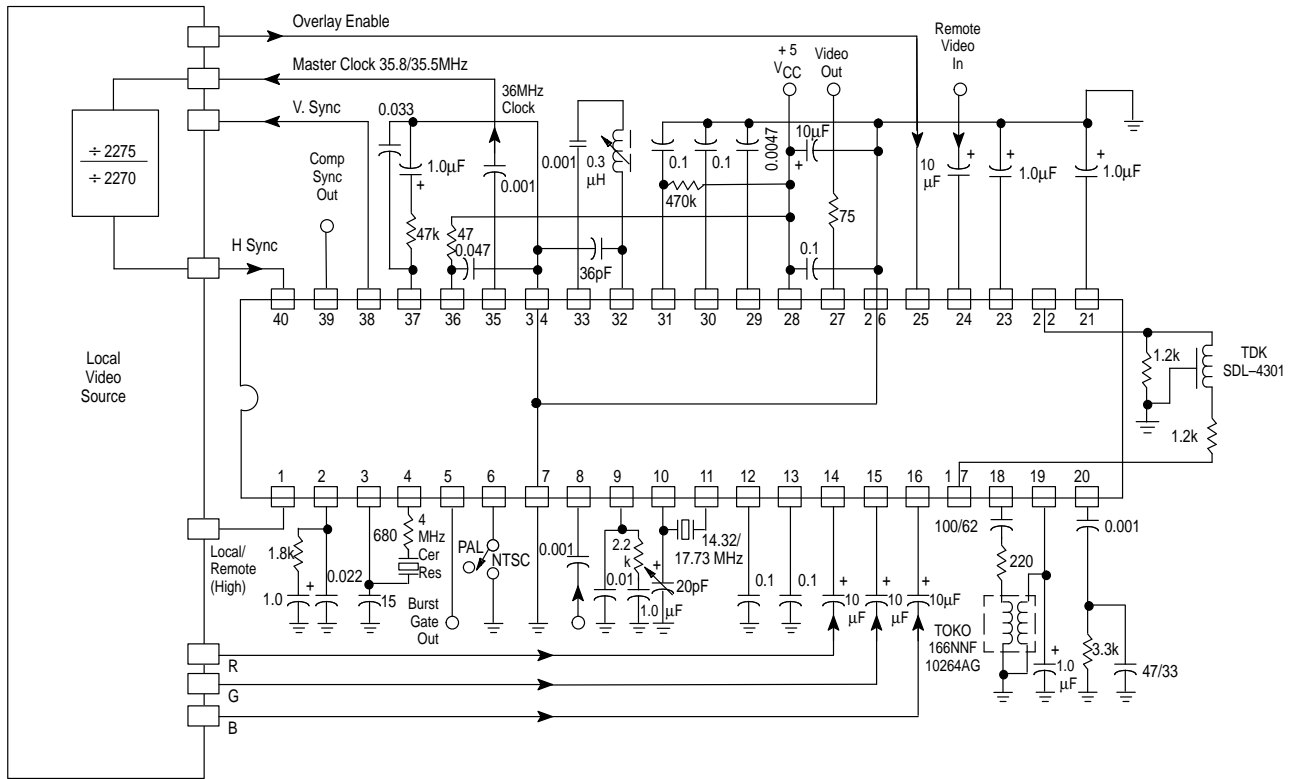 Overlay Enable
Master Clock 35.8/35.5MHz
V. Sync
÷ 2275
÷ 2270
H Sync
Local
Video
Source
Comp
Sync
Out
0.033
1.0µF
+
47k
36MHz
Clock
0.001
47
0.047
0.001
0.3
µH
36pF
0.1
470k
0.1
0.0047
+ 5
VCC
10µF
+
0.1
Video
Out
75
Remote
Video
In
10
µF
+
+
1.0µF
+
1.0µF
40
39
38
37
36
35
3 4
33
32
31
30
29
28
27
2 6
25
24
23
2 2
21
1.2k
TDK
SDL–4301
1.2k
1
2
3
4
5
6
7
8
9
10
11
12
13
14
15
16
1 7
18
19
20
Local/
Remote
(High)
1.8k
+
1.0
0.022
680
4
MHz
Cer
Res
15
Burst
Gate
Out
PAL
NTSC
0.001
0.01
2.2
k
1.0
+
µF
20pF
14.32/
17.73 MHz
0.1
0.1
+
10
µF
+
10
µF
+
10µF
100/62
220
TOKO
166NNF
10264AG
+
1.0
µF
0.001
3.3k
47/33
R
G
B